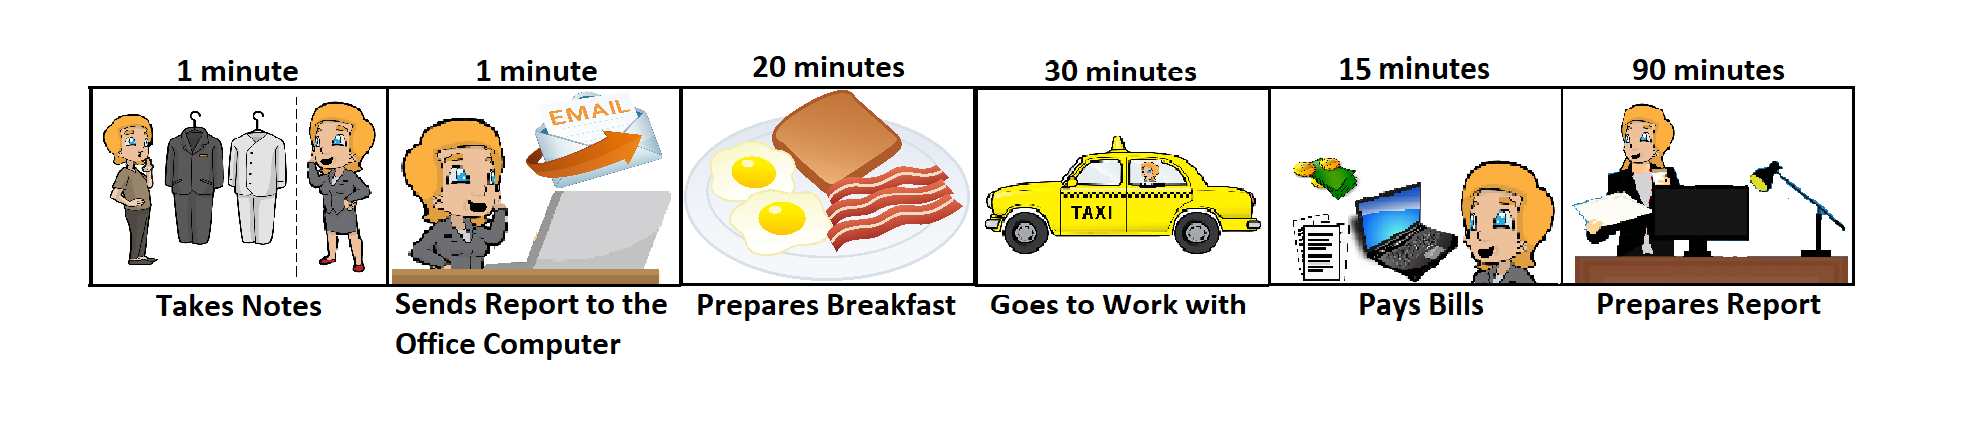 1 minute
1 minute
20 minutes
30 minutes
15 minutes
90 minutes
EMAIL
TAXI
Takes Notes
Sends Report to the
Office Computer
Prepares Breakfast
Goes to Work with
Pays Bills
Prepares Report